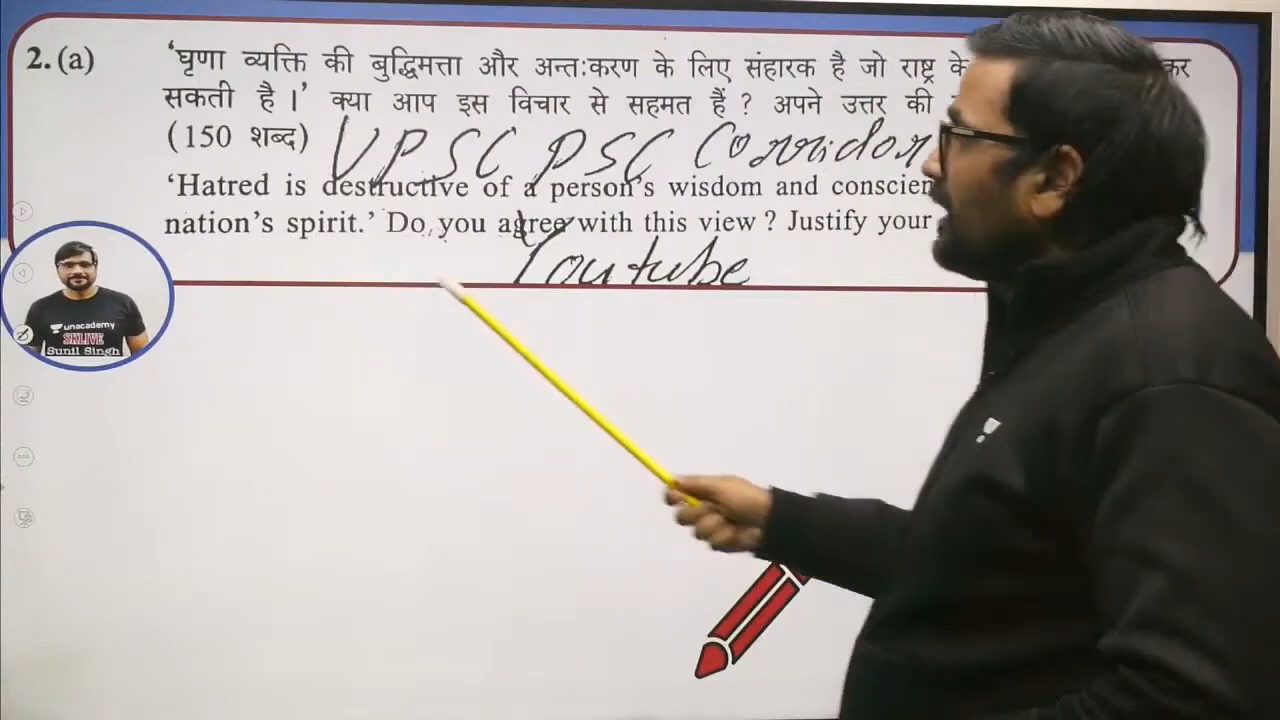 2. (a) 'घृणा व्यक्ति की बुद्धिमत्ता और अन्तःकरण के लिए संहारक है जो राष्ट्र के कर
सकती है।' क्या आप इस विचार से सहमत हैं ? अपने उत्तर की
(150 शब्द) UPSC PSC Corridor
'Hatred is destructive of a person's wisdom and
nation's spirit.' Do you agree with this view ? Justify your
Youtube
unacademy
SKLIVE
Sunil Singh